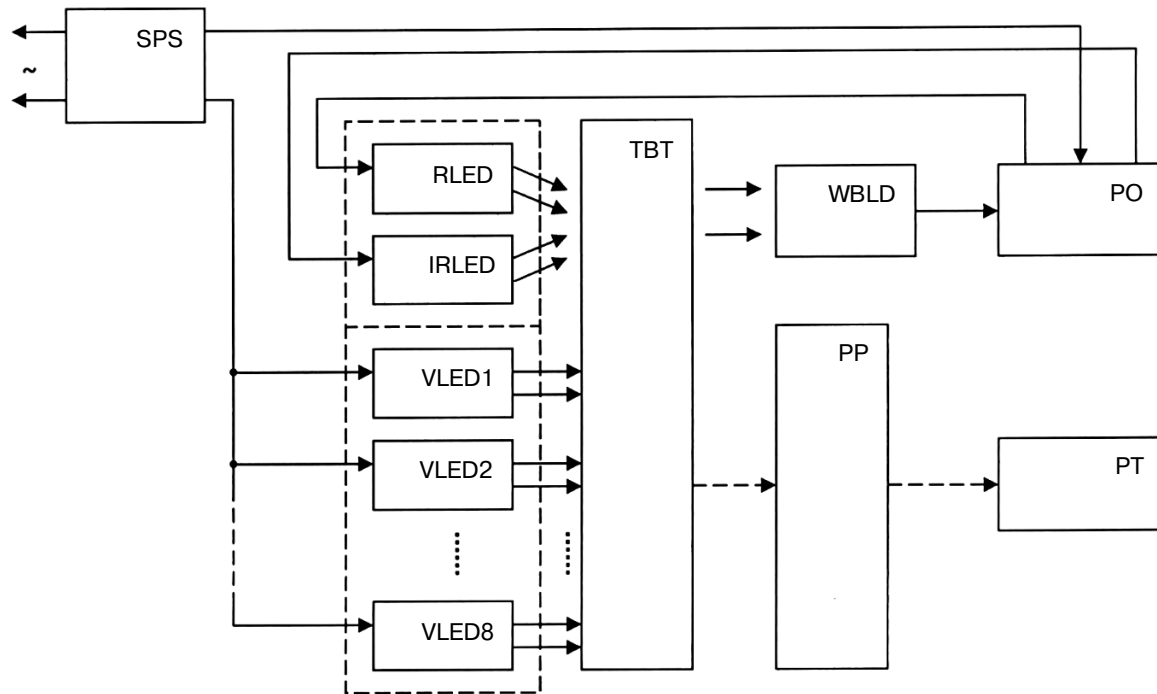 SPS
~
TBT
RLED
WBLD
PO
IRLED
PP
VLED1
VLED2
PT
VLED8